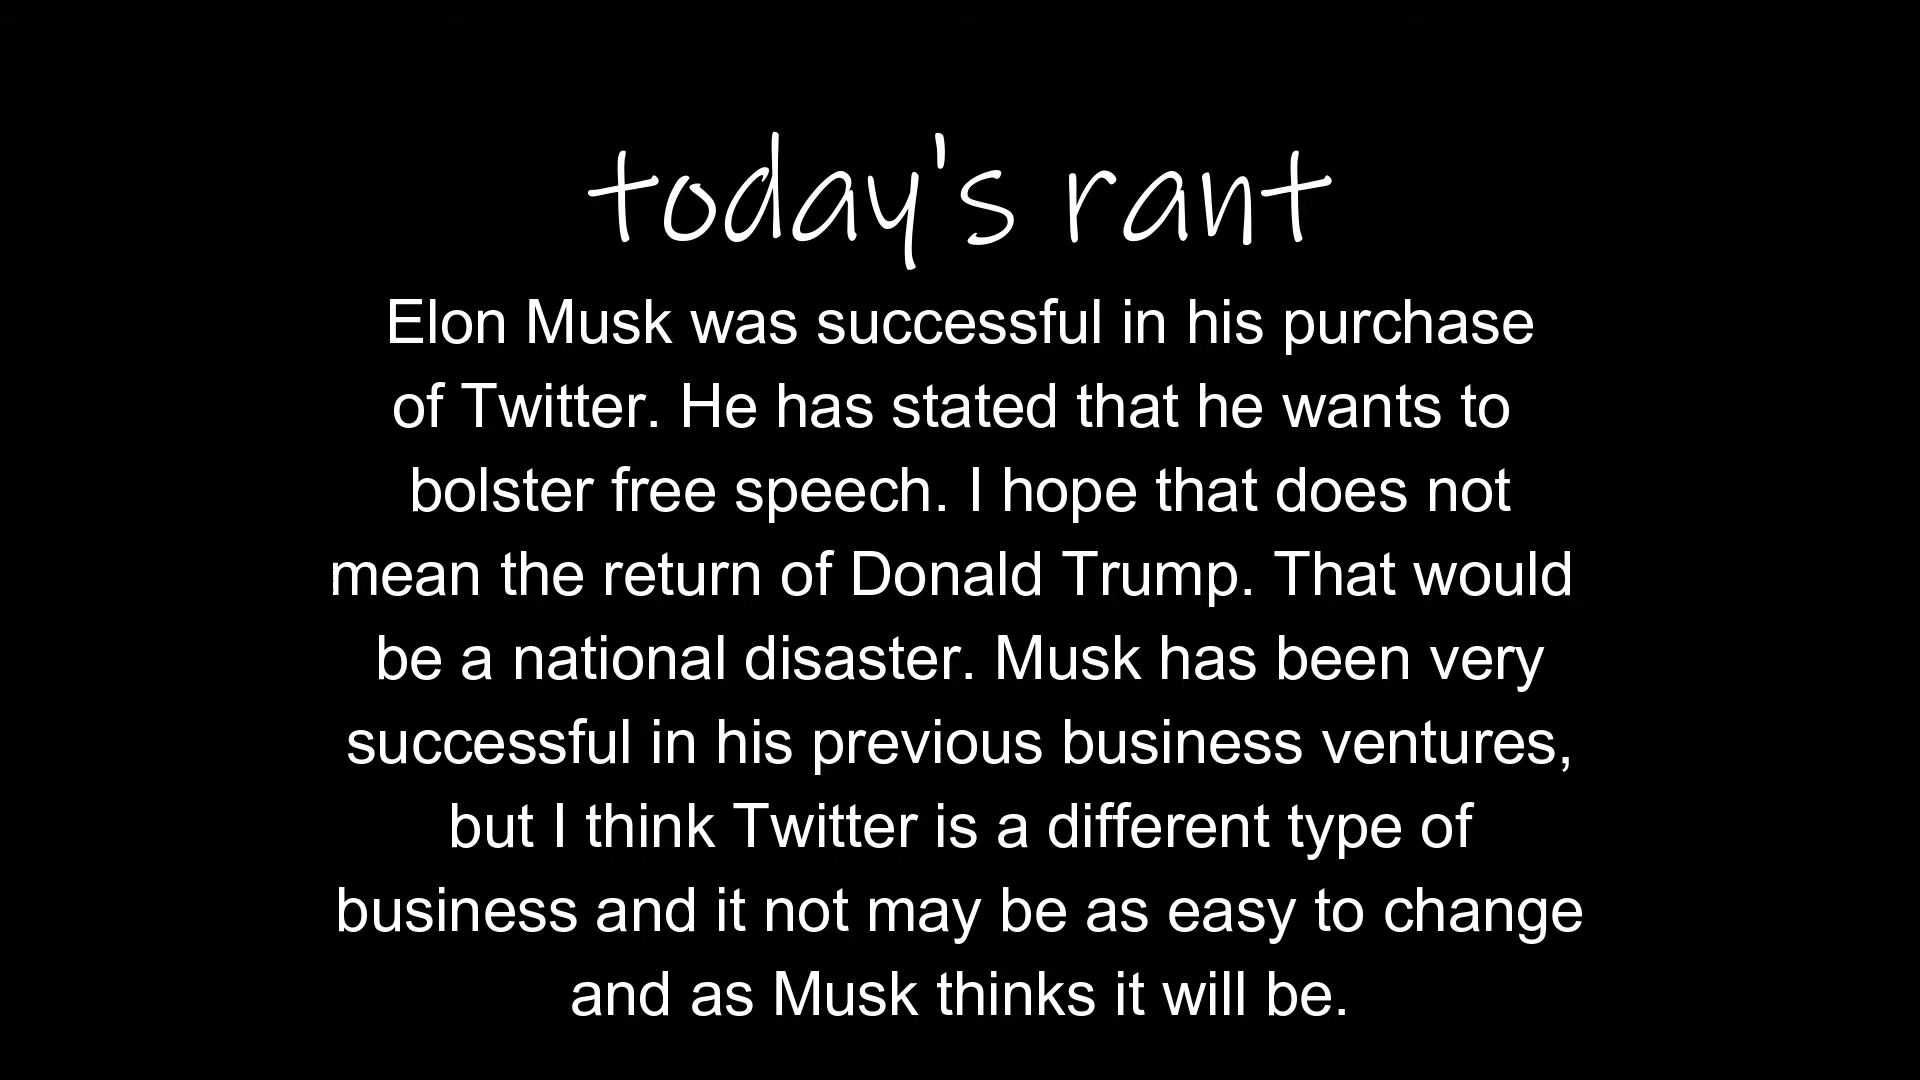 today's rant
Elon Musk was successful in his purchase
of Twitter. He has stated that he wants to
bolster free speech. I hope that does not
mean the return of Donald Trump. That would
be a national disaster. Musk has been very
successful in his previous business ventures,
but I think Twitter is a different type of
business and it not may be as easy to change
and as Musk thinks it will be.